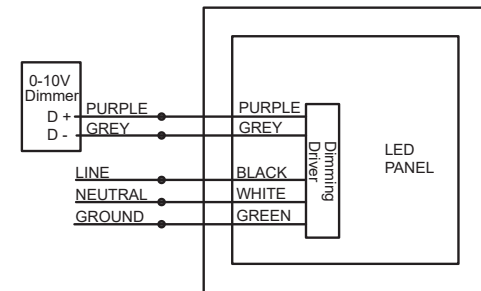 0-10V
Dimmer
D +
D -
PURPLE
GREY
LINE
NEUTRAL
GROUND
PURPLE
GREY
BLACK
WHITE
GREEN
Dimming
Driver
LED
PANEL